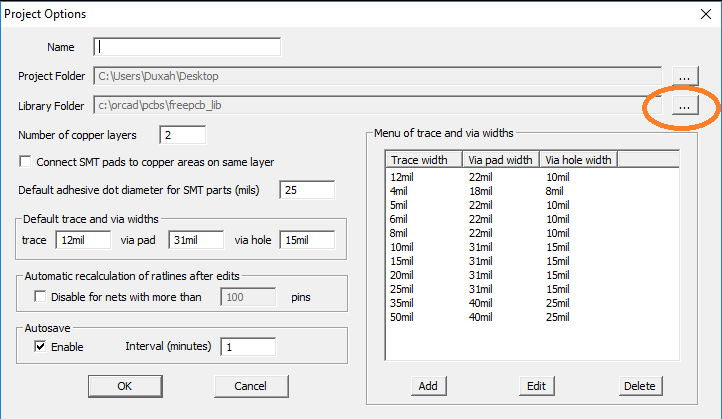 Project Options
Name
Project Folder C:\Users\Duxah\Desktop ...
Library Folder c:\orcad\pcbs\freepcb_lib ...
Number of copper layers 2
Connect SMT pads to copper areas on same layer
Default adhesive dot diameter for SMT parts (mils) 25
Default trace and via widths
trace 12mil via pad 31mil via hole 15mil
Automatic recalculation of ratlines after edits
Disable for nets with more than 100 pins
Autosave
Enable Interval (minutes) 1
OK Cancel
Menu of trace and via widths
Trace width Via pad width Via hole width
12mil 22mil 10mil
4mil 18mil 8mil
5mil 22mil 10mil
6mil 22mil 10mil
8mil 22mil 10mil
10mil 31mil 15mil
15mil 31mil 15mil
20mil 31mil 15mil
25mil 31mil 15mil
35mil 40mil 25mil
50mil 40mil 25mil
Add Edit Delete